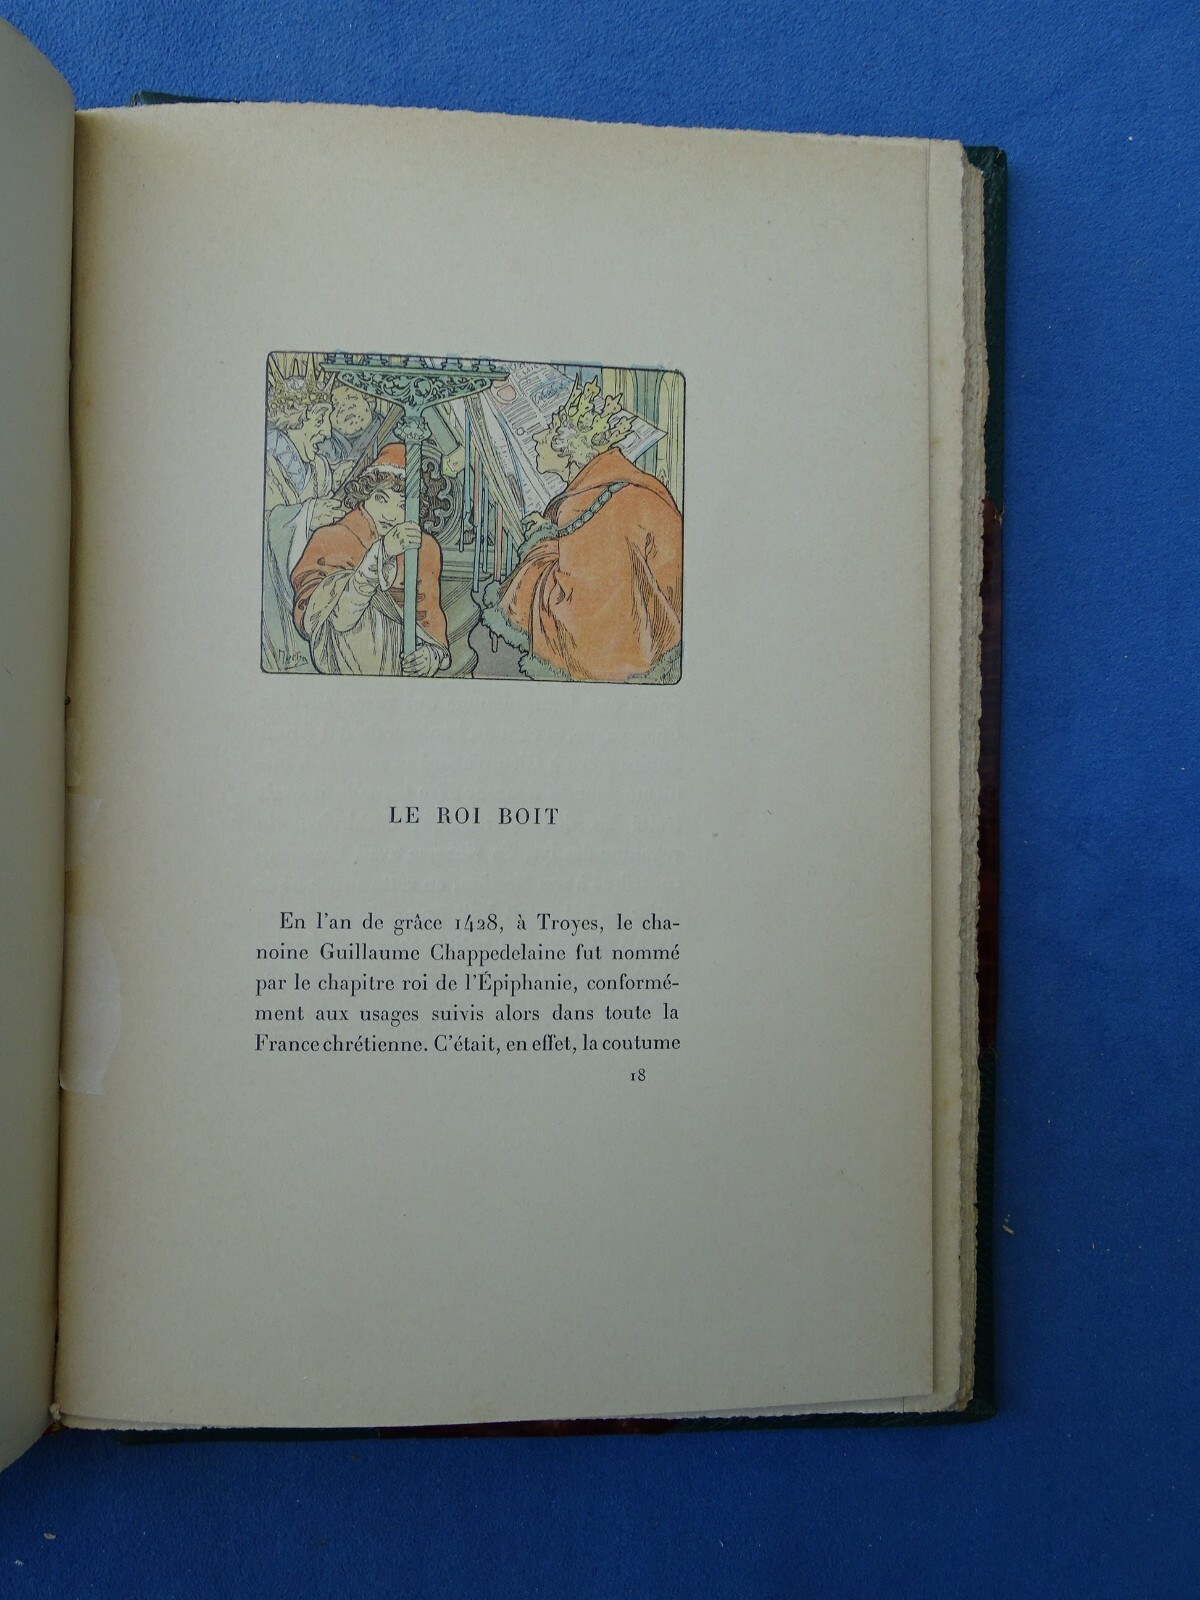 LE ROI BOIT
En l'an de grâce 1428, à Troyes, le cha-
noine Guillaume Chappedelaine fut nommé
par le chapitre roi de l'Épiphanie, conformé-
ment aux usages suivis alors dans toute la
France chrétienne. C'était, en effet, la coutume
18